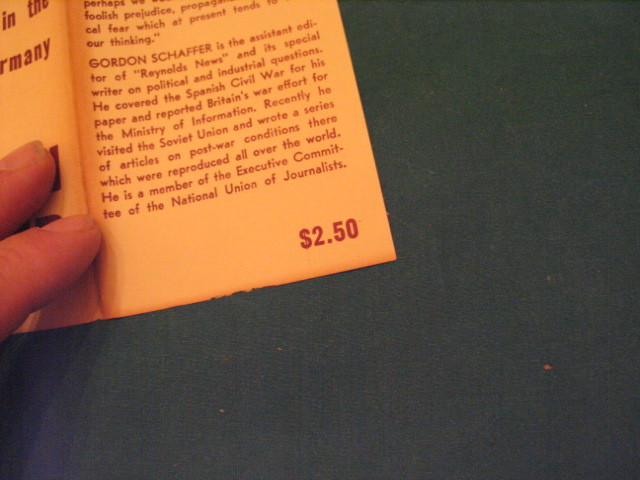 in the
rmany
perhaps we
foolish prejudice, propagan
cal fear which at present tends to
our thinking."
GORDON SCHAFFER is the assistant edi-
tor of "Reynolds News" and its special
writer on political and industrial questions.
He covered the Spanish Civil War for his
paper and reported Britain's war effort for
the Ministry of Information. Recently he
visited the Soviet Union and wrote a series
of articles on post-war conditions there
which were reproduced all over the world.
He is a member of the Executive Commit-
tee of the National Union of Journalists.
$2.50